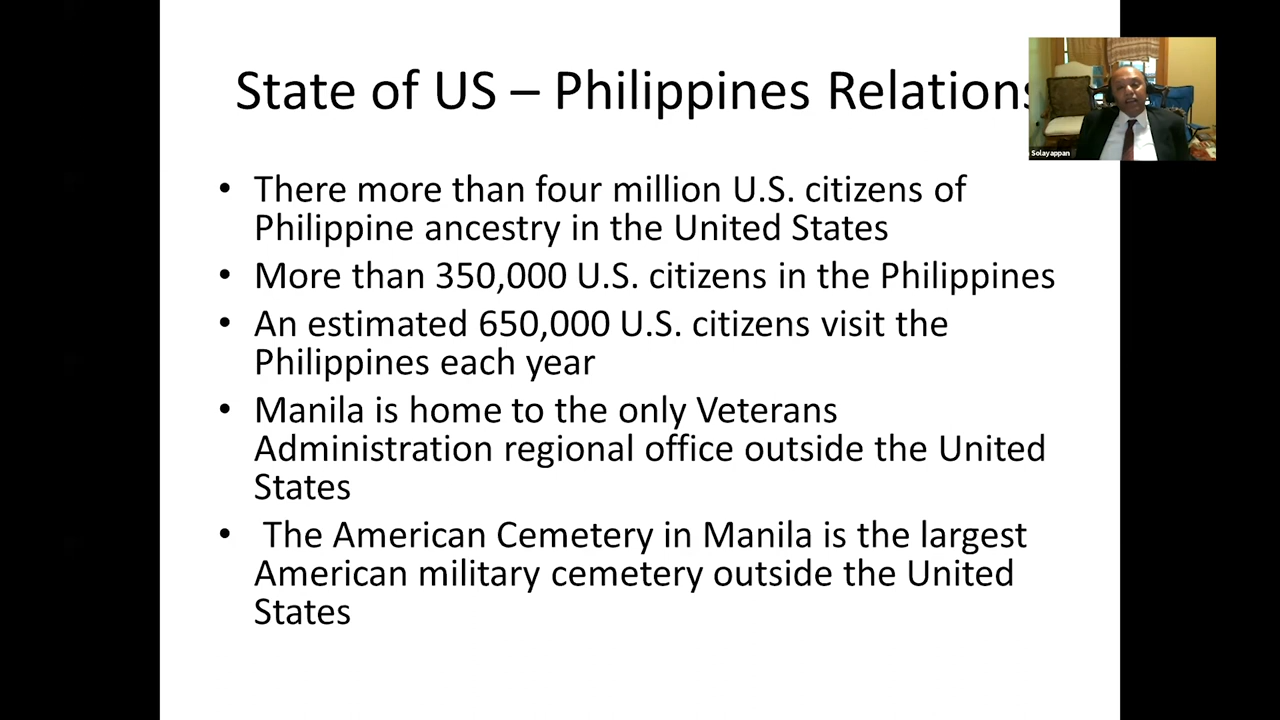 State of US – Philippines Relations
Solayappan
• There more than four million U.S. citizens of
Philippine ancestry in the United States
• More than 350,000 U.S. citizens in the Philippines
• An estimated 650,000 U.S. citizens visit the
Philippines each year
• Manila is home to the only Veterans
Administration regional office outside the United
States
• The American Cemetery in Manila is the largest
American military cemetery outside the United
States